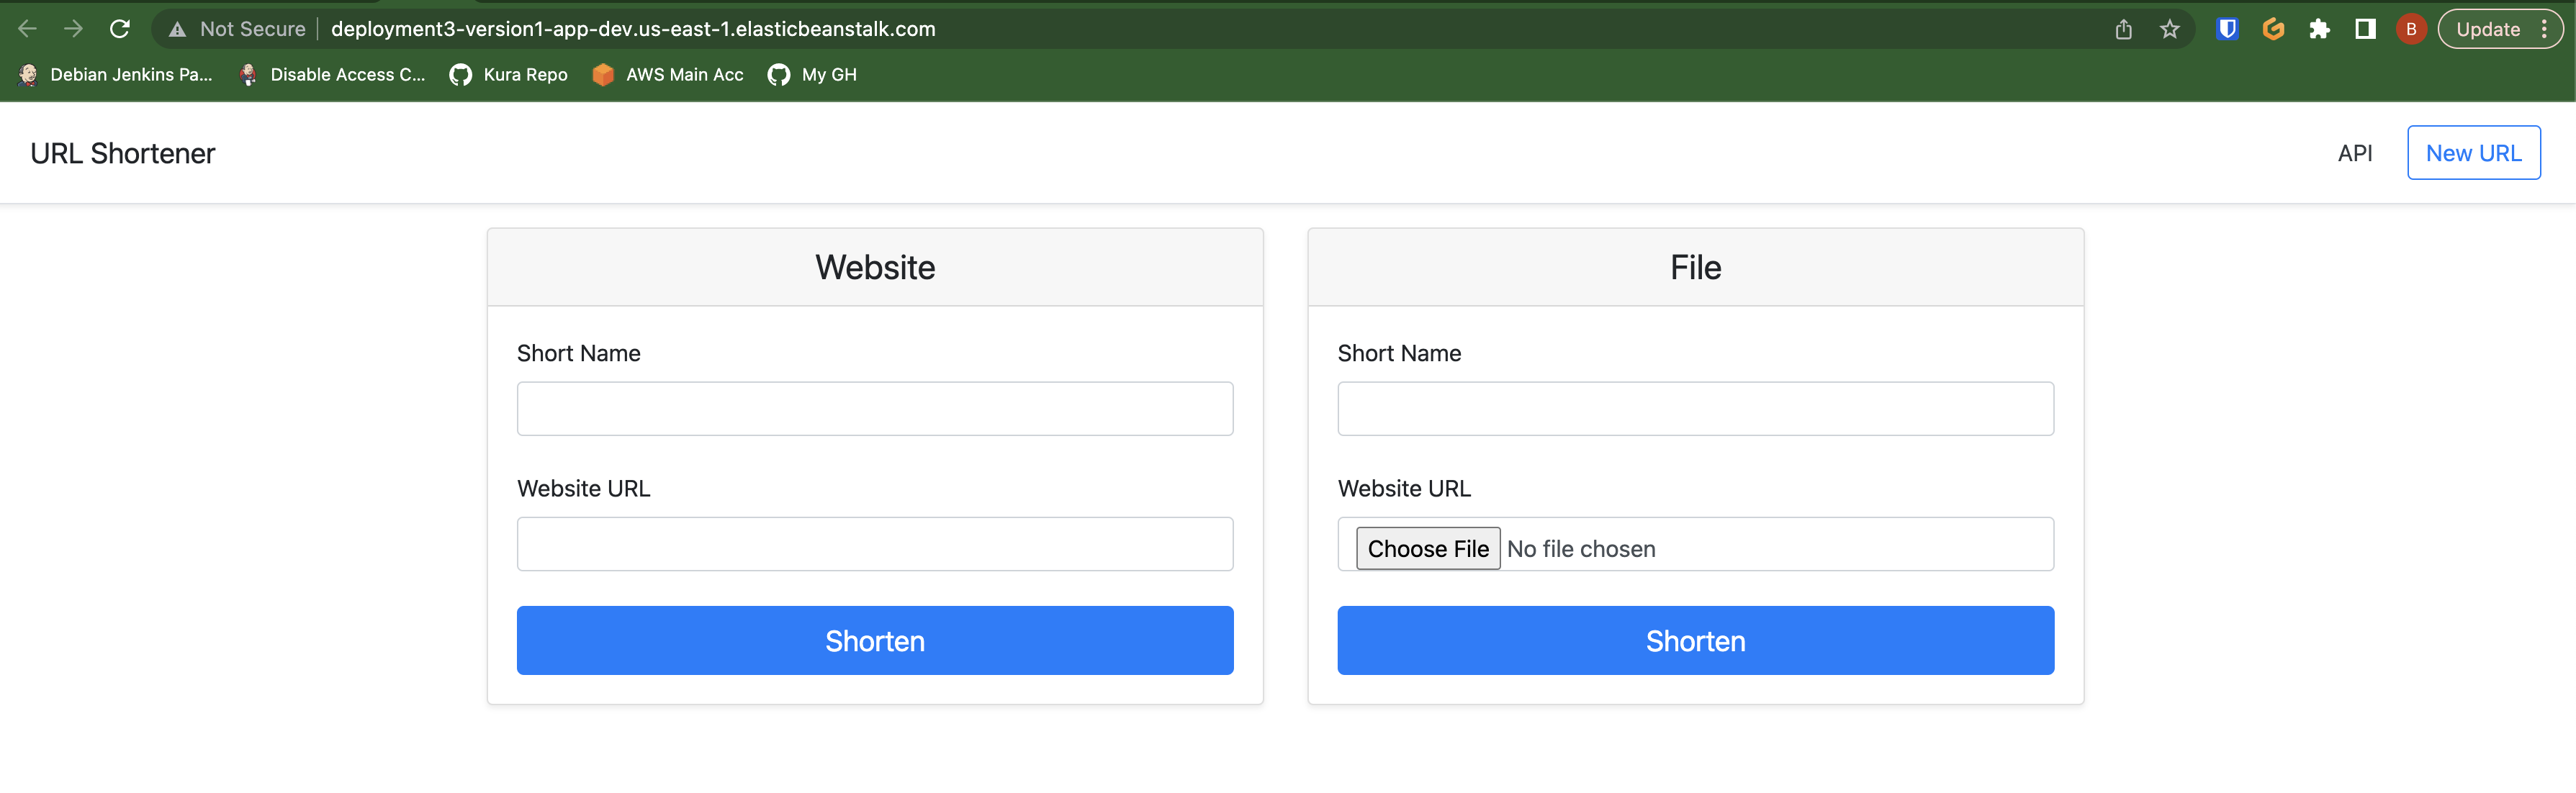 Not Secure deployment3-version1-app-dev.us-east-1.elasticbeanstalk.com B Update
Debian Jenkins Pa... Disable Access C... Kura Repo AWS Main Acc My GH
URL Shortener API New URL
Website
Short Name
Website URL
Shorten
File
Short Name
Website URL
Choose File No file chosen
Shorten